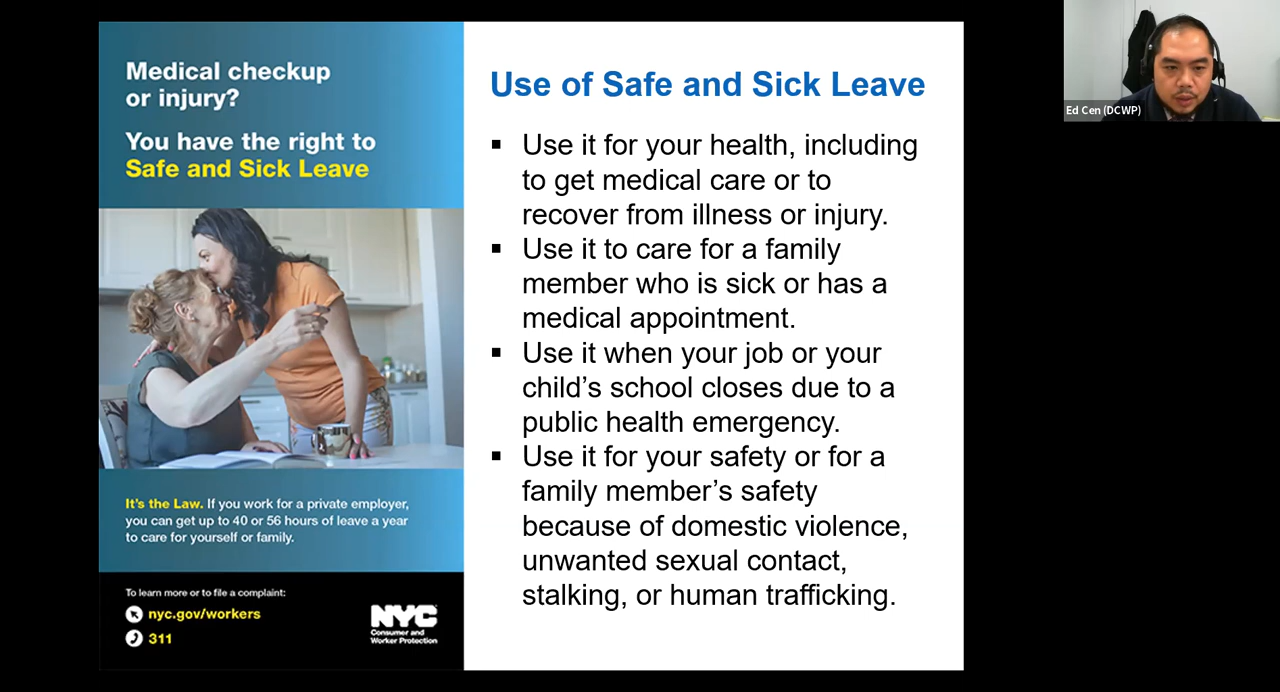 Medical checkup
or injury?
You have the right to
Safe and Sick Leave
It's the Law. If you work for a private employer,
you can get up to 40 or 56 hours of leave a year
to care for yourself or family.
To learn more or to file a complaint:
nyc.gov/workers
311
NYC
Consumer and
Worker Protection
Use of Safe and Sick Leave
▪ Use it for your health, including
to get medical care or to
recover from illness or injury.
▪ Use it to care for a family
member who is sick or has a
medical appointment.
▪ Use it when your job or your
child’s school closes due to a
public health emergency.
▪ Use it for your safety or for a
family member’s safety
because of domestic violence,
unwanted sexual contact,
stalking, or human trafficking.
Ed Cen (DCWP)